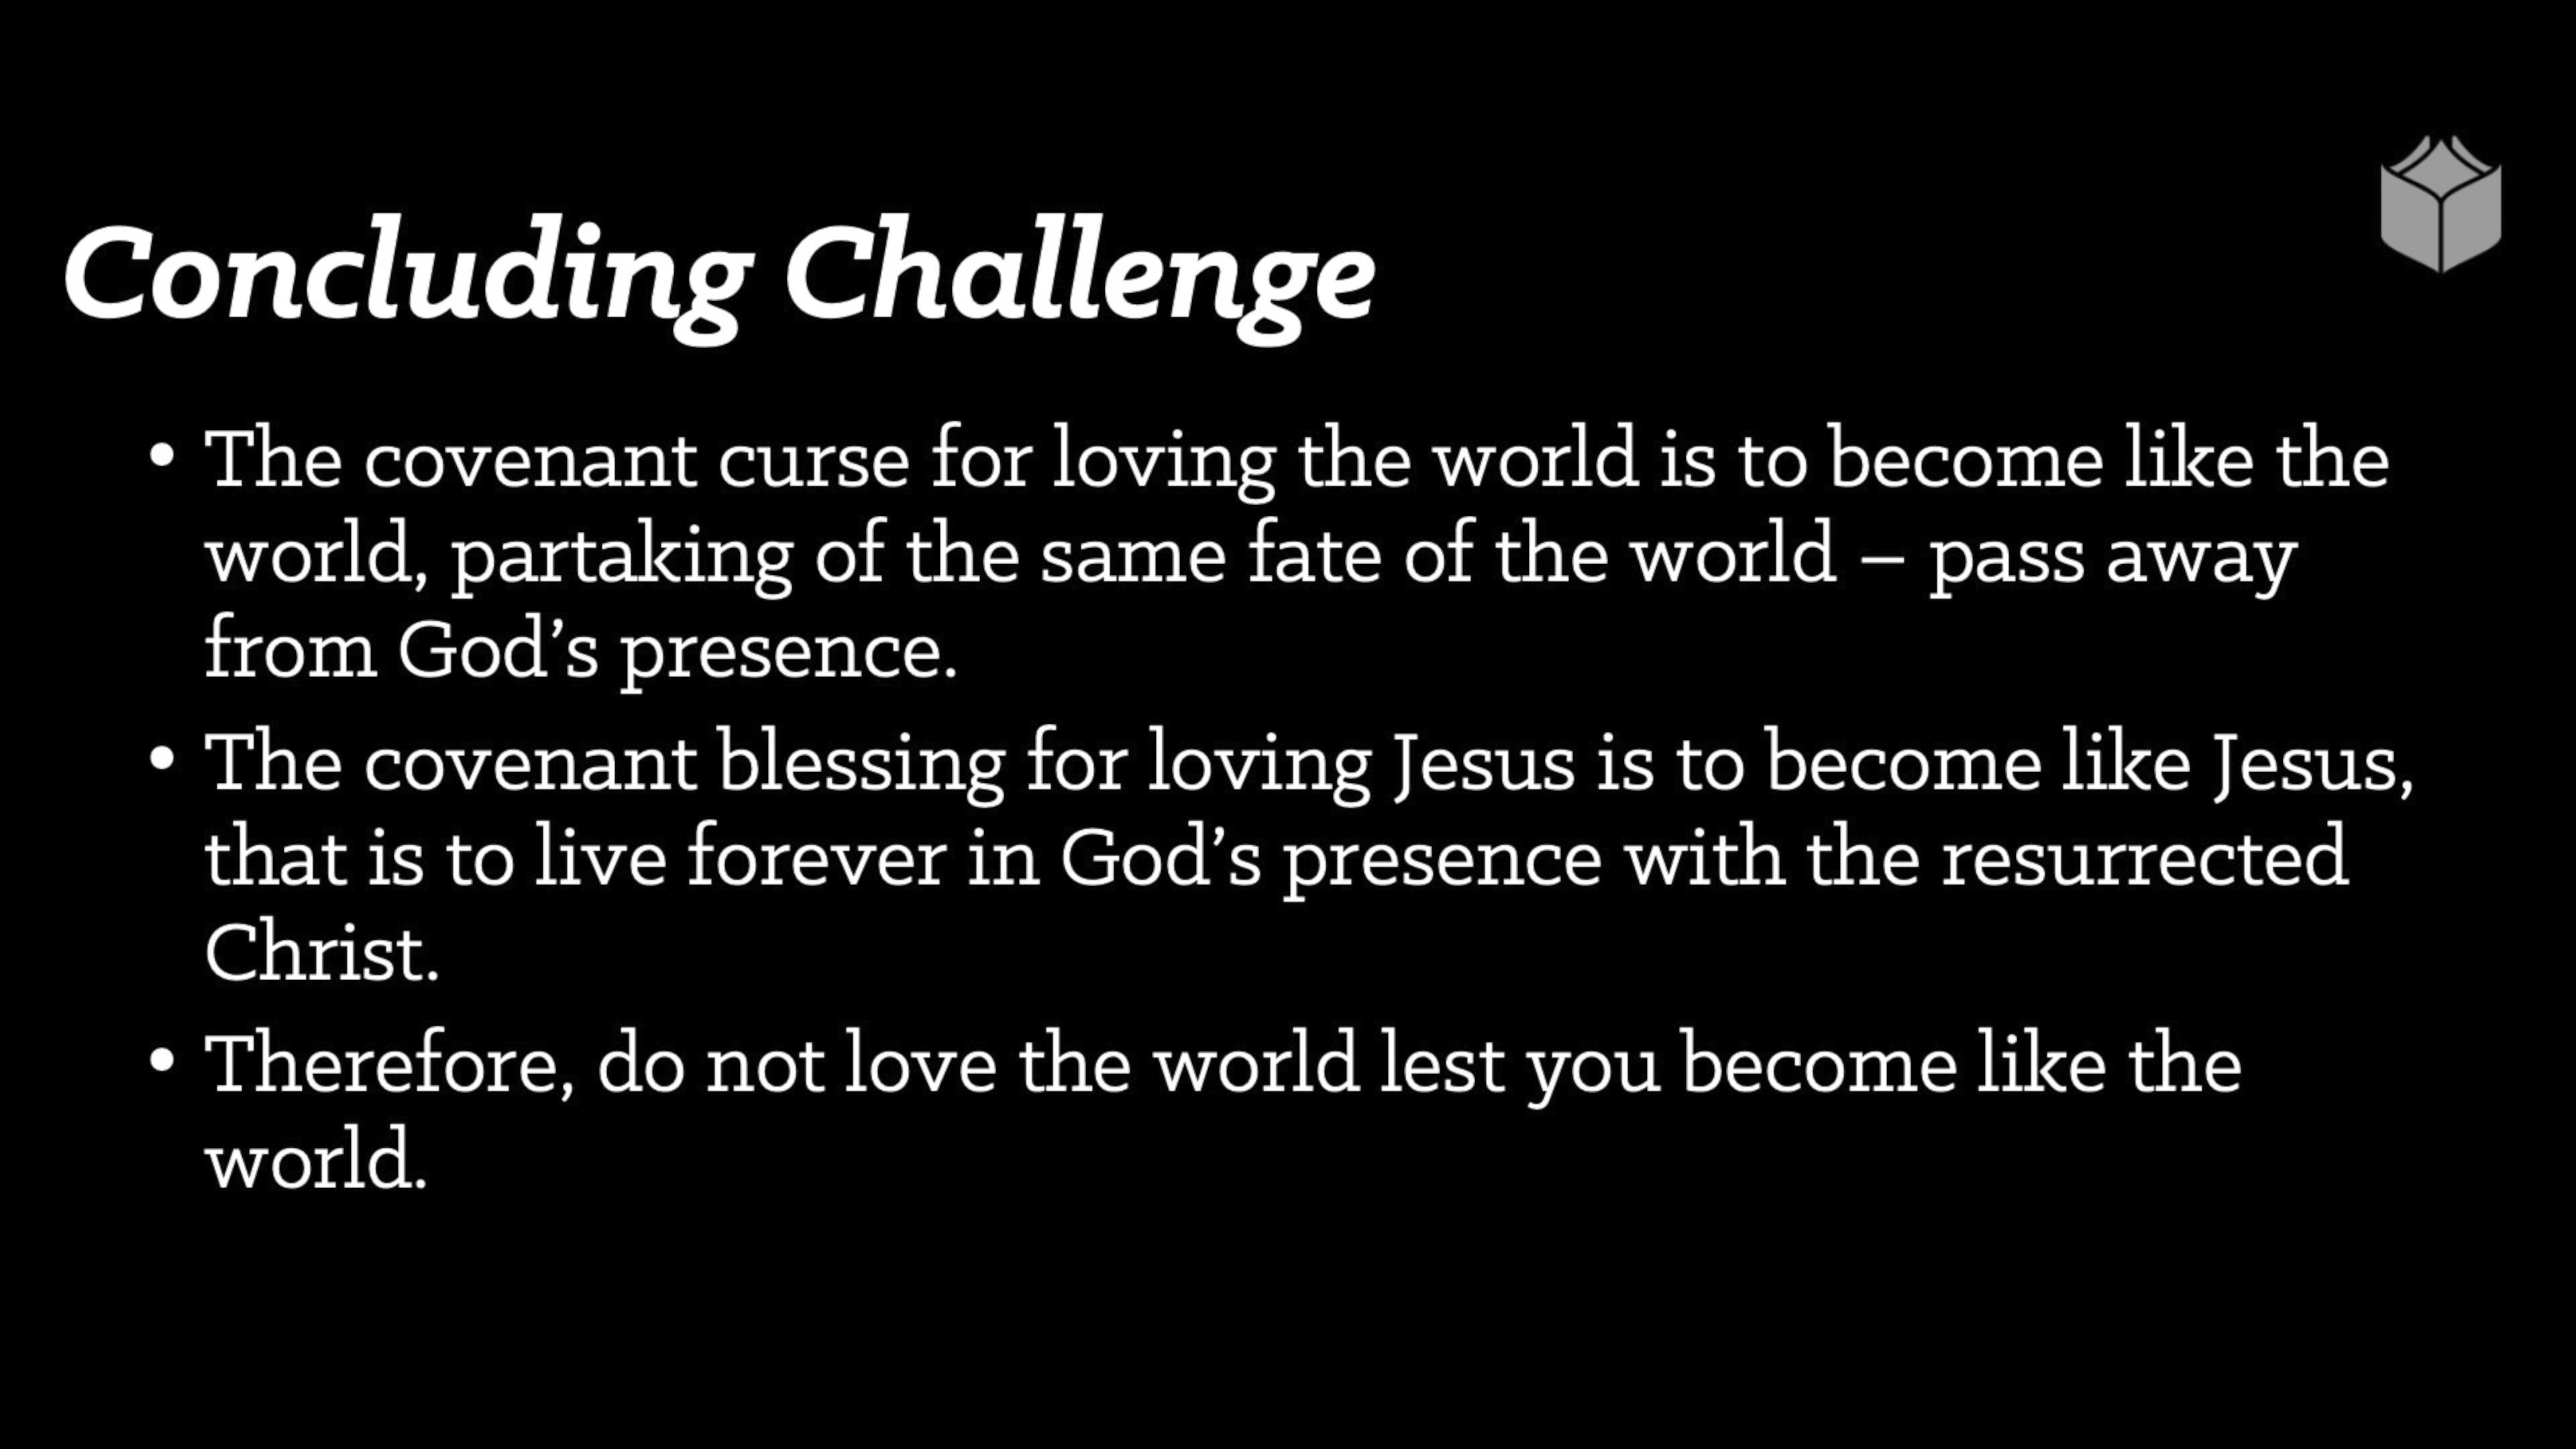 Concluding Challenge
• The covenant curse for loving the world is to become like the
world, partaking of the same fate of the world – pass away
from God’s presence.
• The covenant blessing for loving Jesus is to become like Jesus,
that is to live forever in God’s presence with the resurrected
Christ.
• Therefore, do not love the world lest you become like the
world.